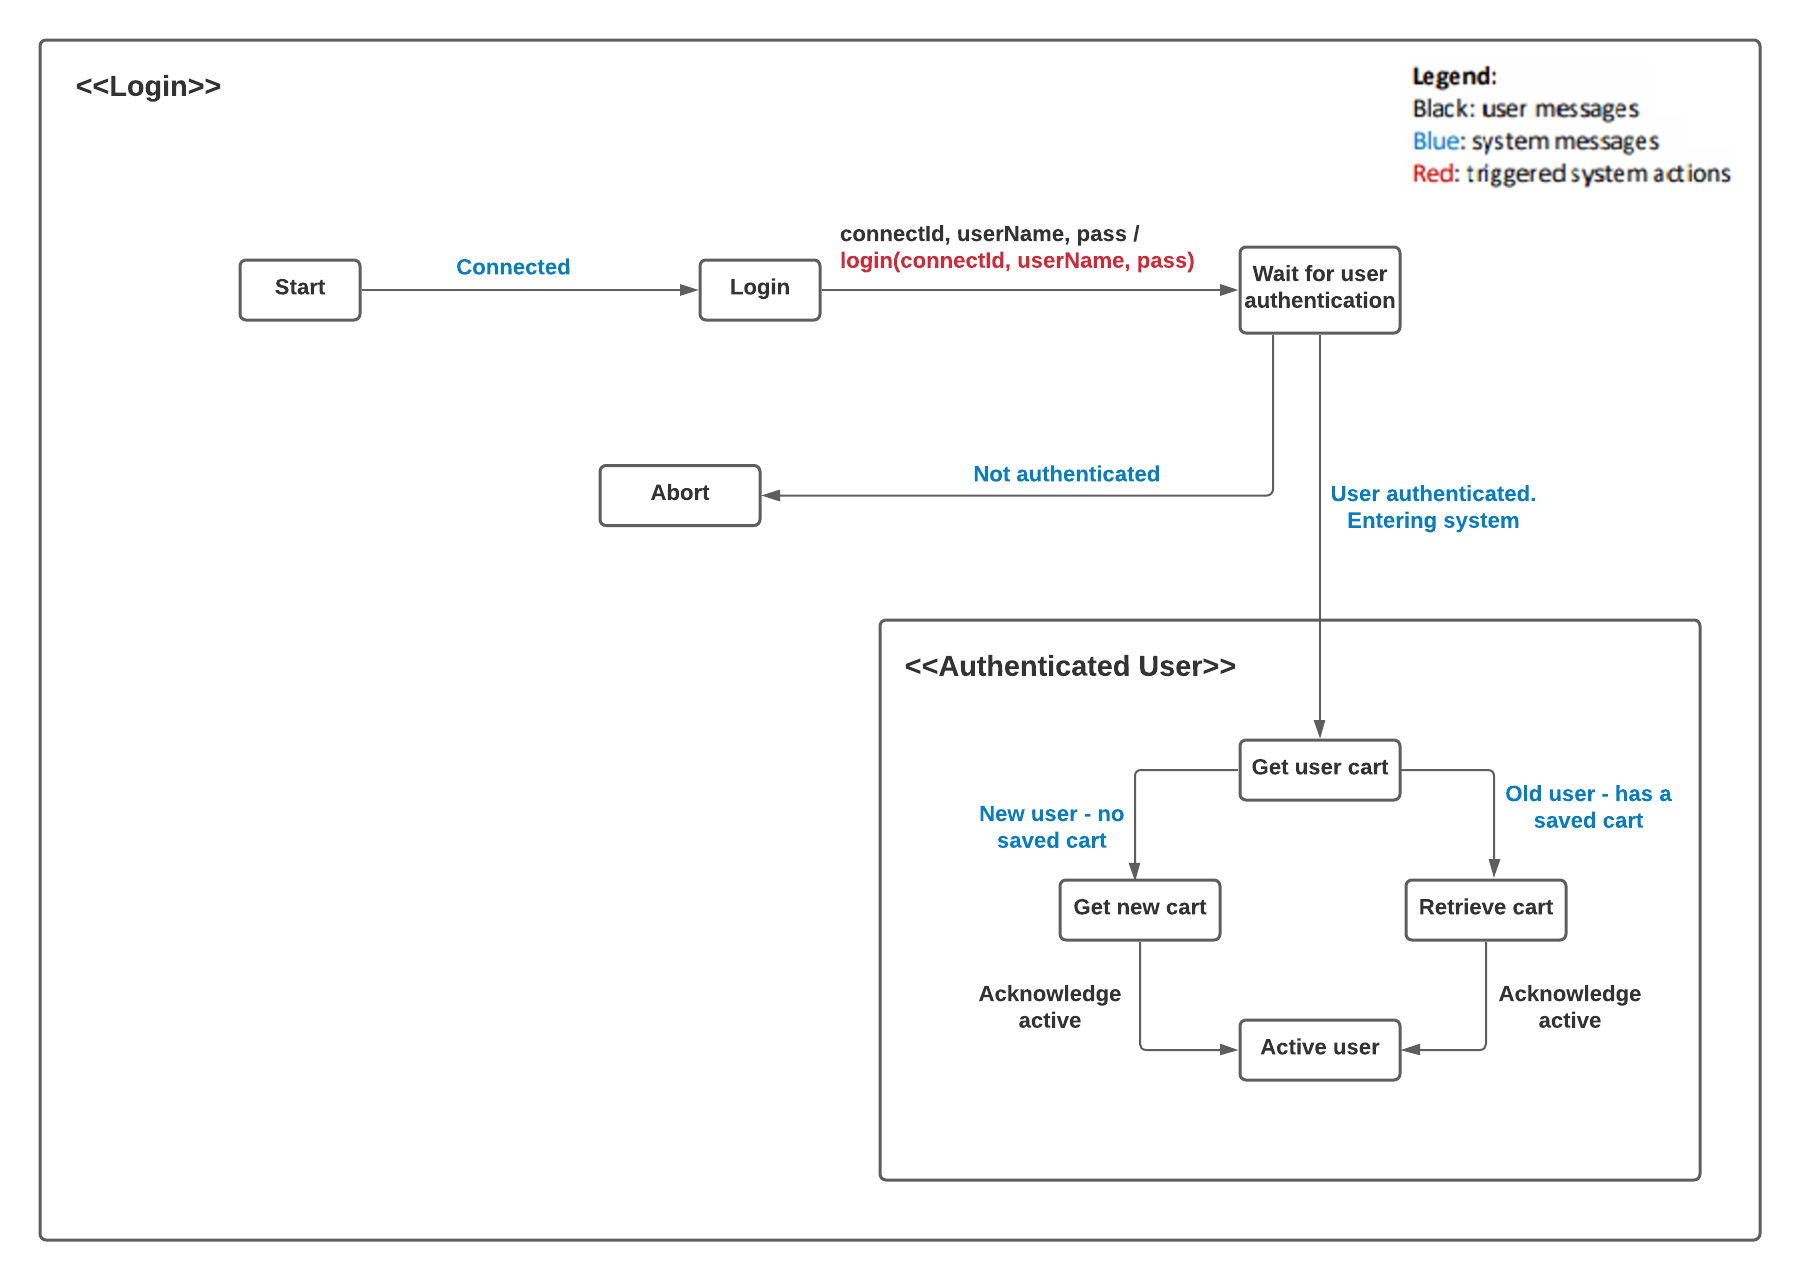 <<Login>>
Legend:
Black: user messages
Blue: system messages
Red: triggered system actions
Start
Connected
Login
connectId, userName, pass /
login(connectId, userName, pass)
Wait for user
authentication
Abort
Not authenticated
User authenticated.
Entering system
<<Authenticated User>>
Get user cart
New user - no
saved cart
Old user - has a
saved cart
Get new cart
Retrieve cart
Acknowledge
active
Acknowledge
active
Active user